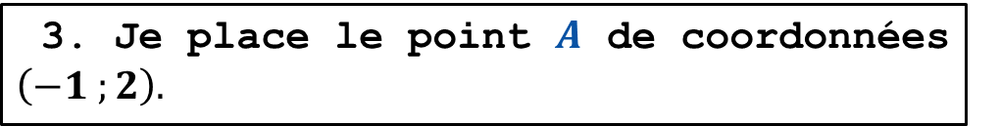 3. Je place le point A de coordonnées
(−1 ; 2).